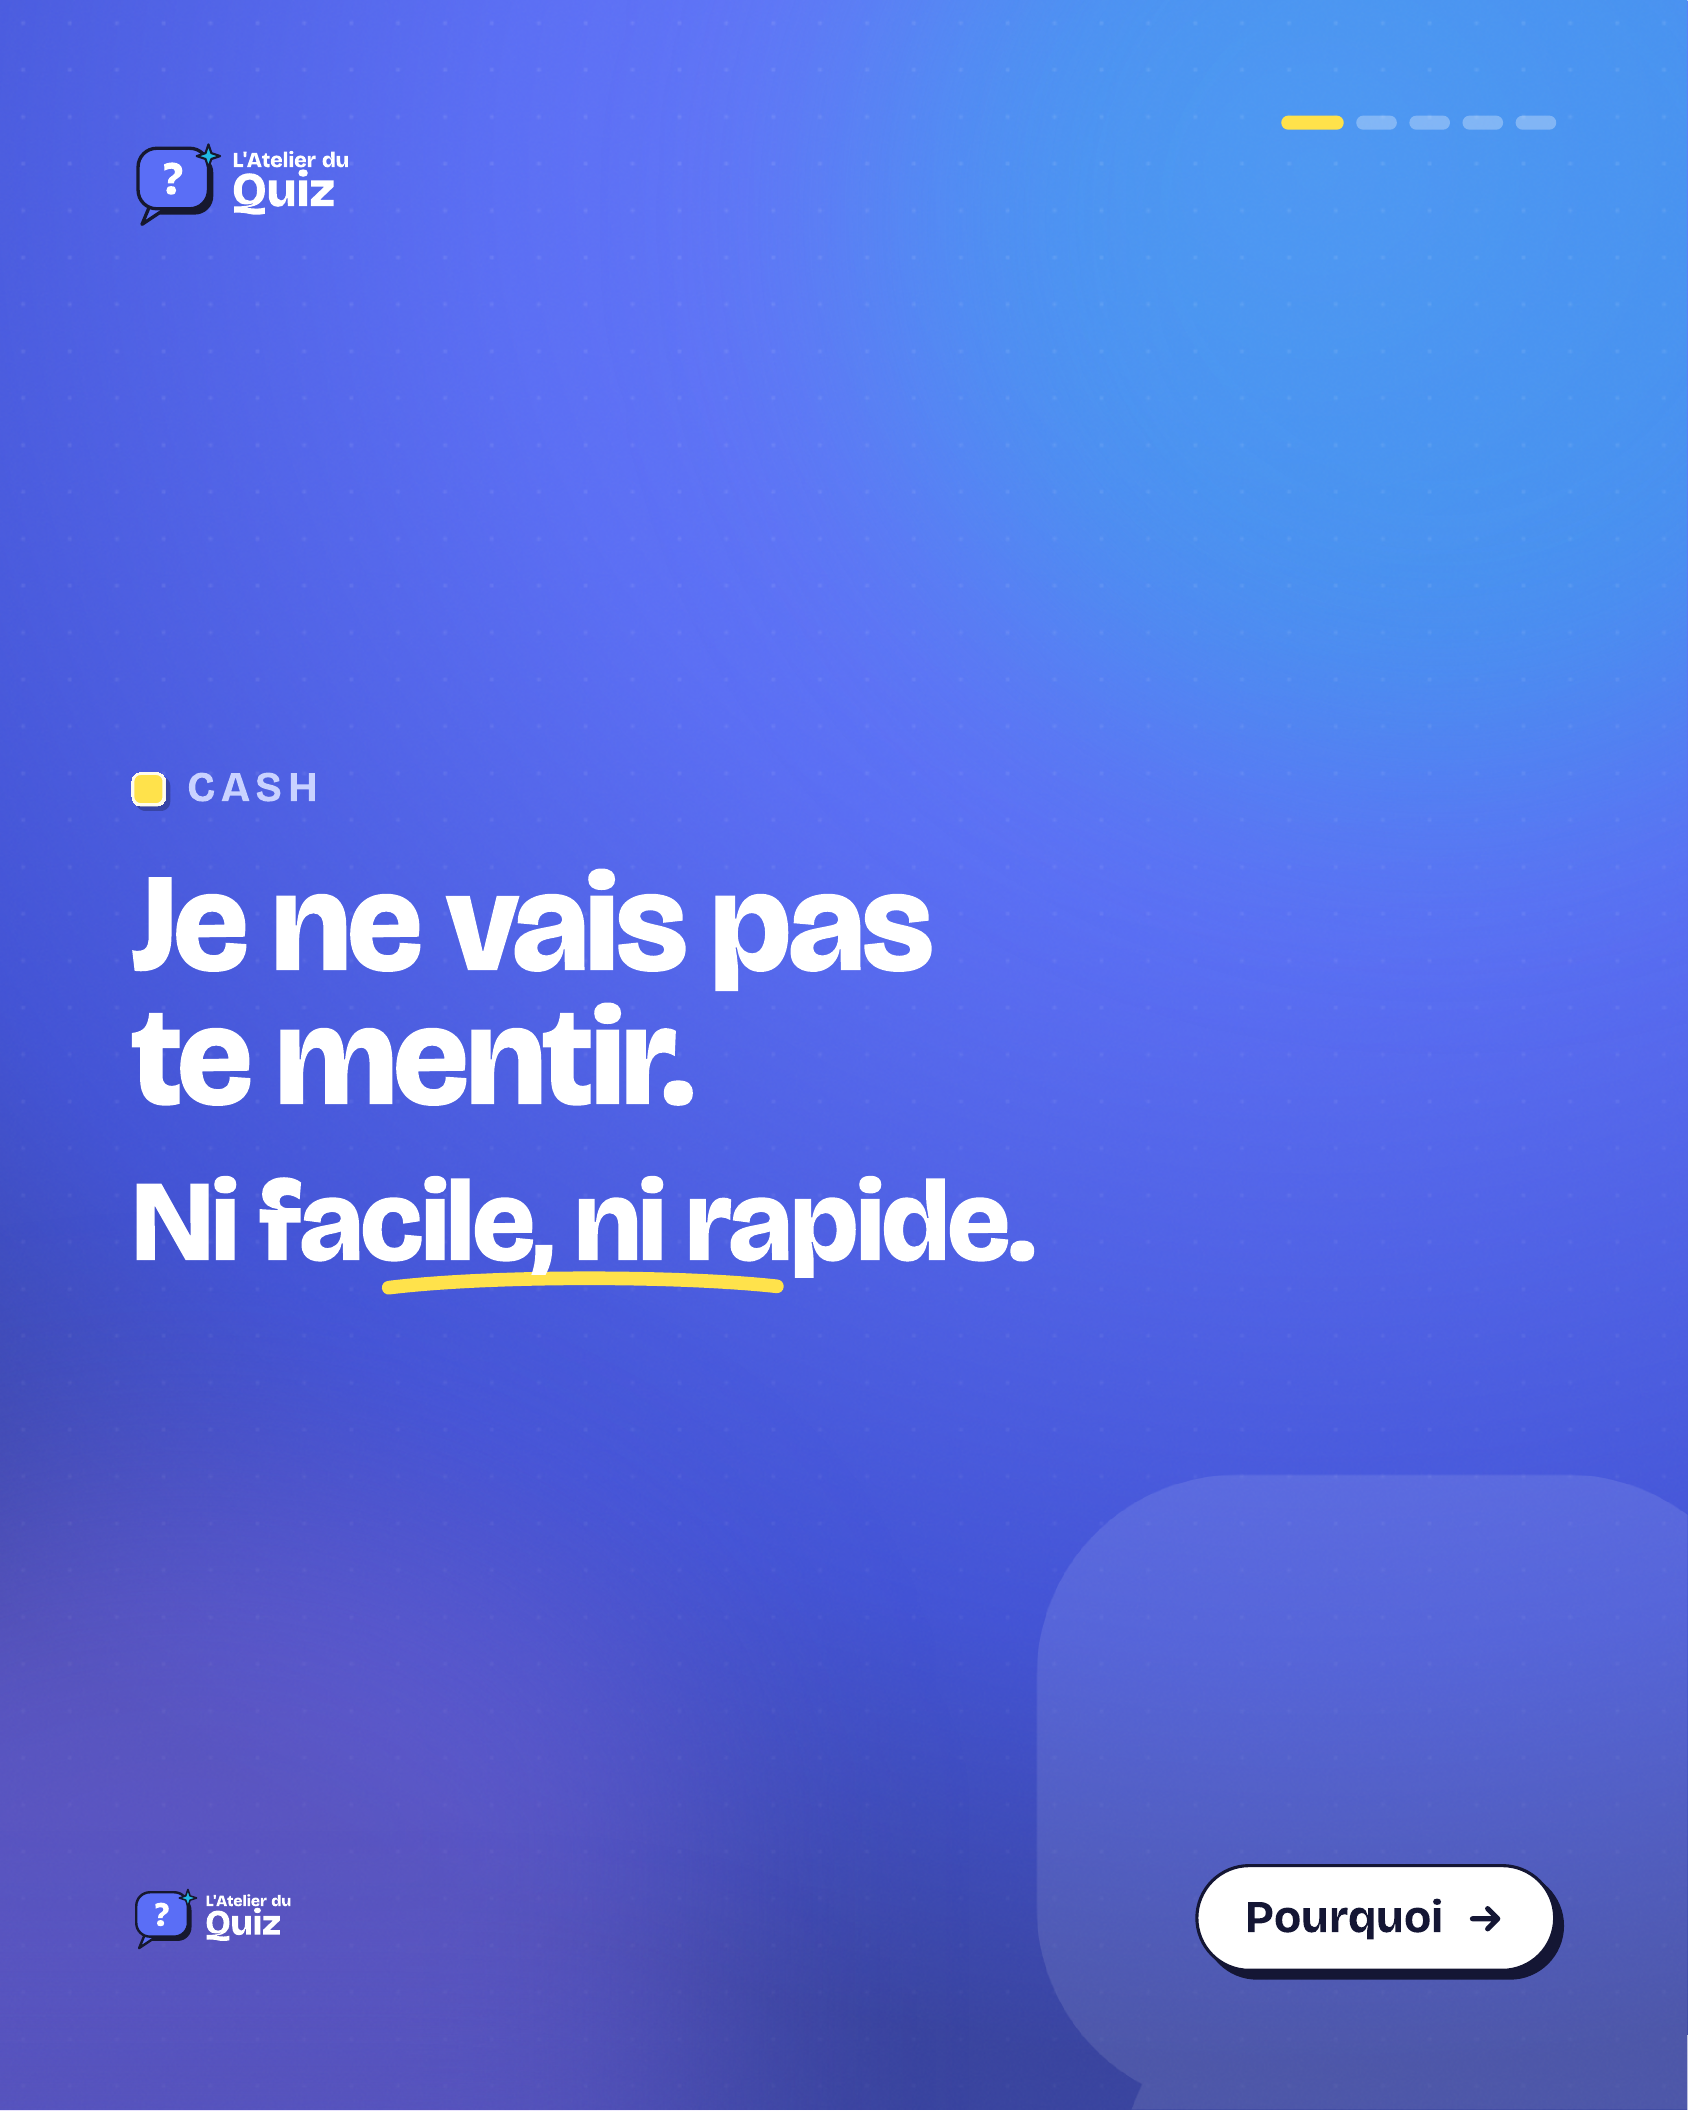 ?
L'Atelier du
Quiz
CASH
Je ne vais pas
te mentir.
Ni facile, ni rapide.
?
L'Atelier du
Quiz
Pourquoi →